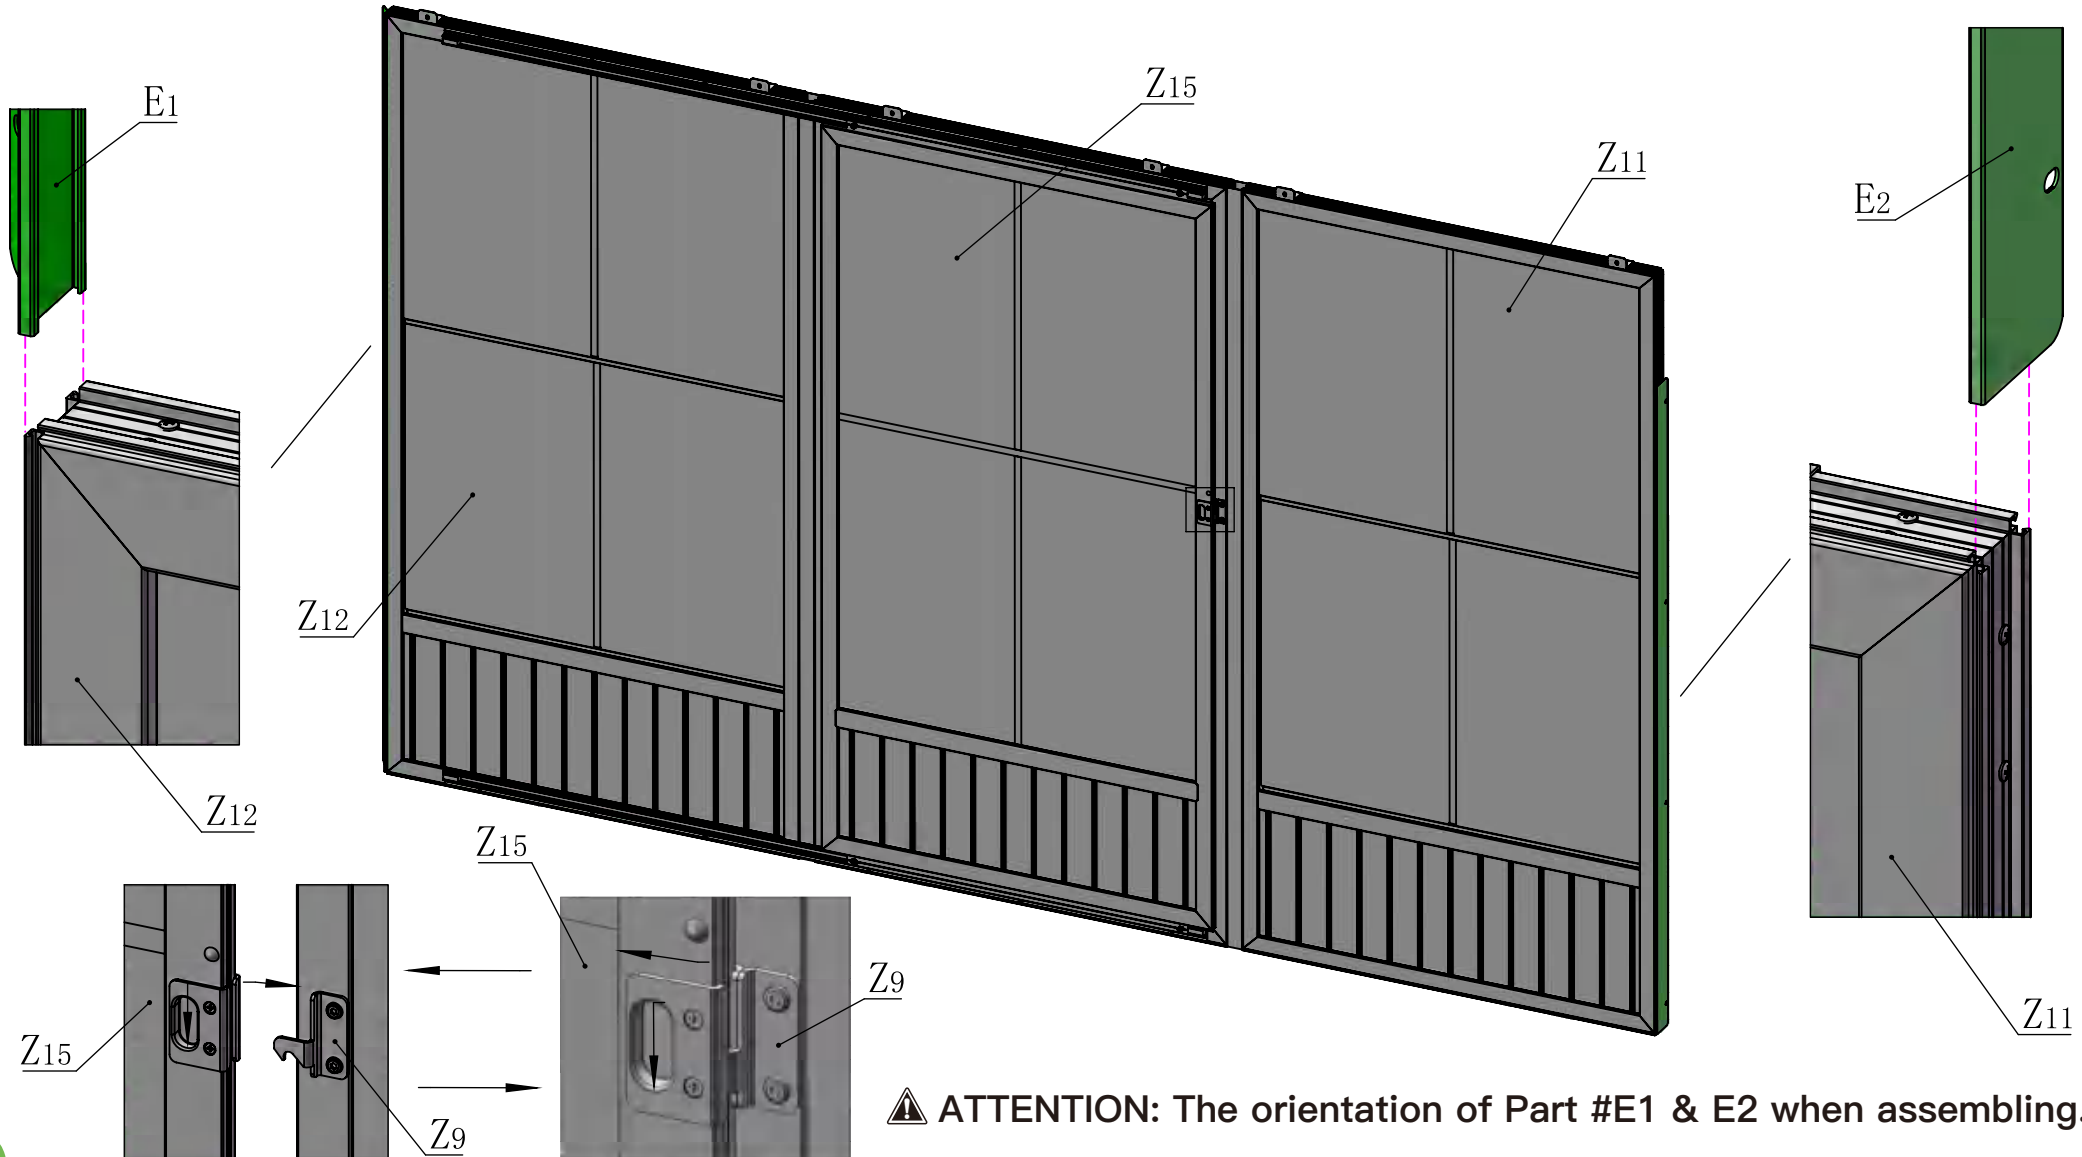 E1
Z15
Z11
E2
Z12
Z12
Z15
Z15
Z9
Z9
Z11
ATTENTION: The orientation of Part #E1 & E2 when assembling.